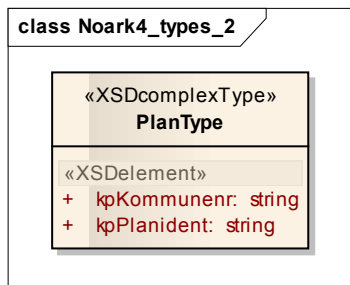 class Noark4_types_2
«XSDcomplexType»
PlanType
«XSDelement»
+ kpKommunenr: string
+ kpPlanident: string